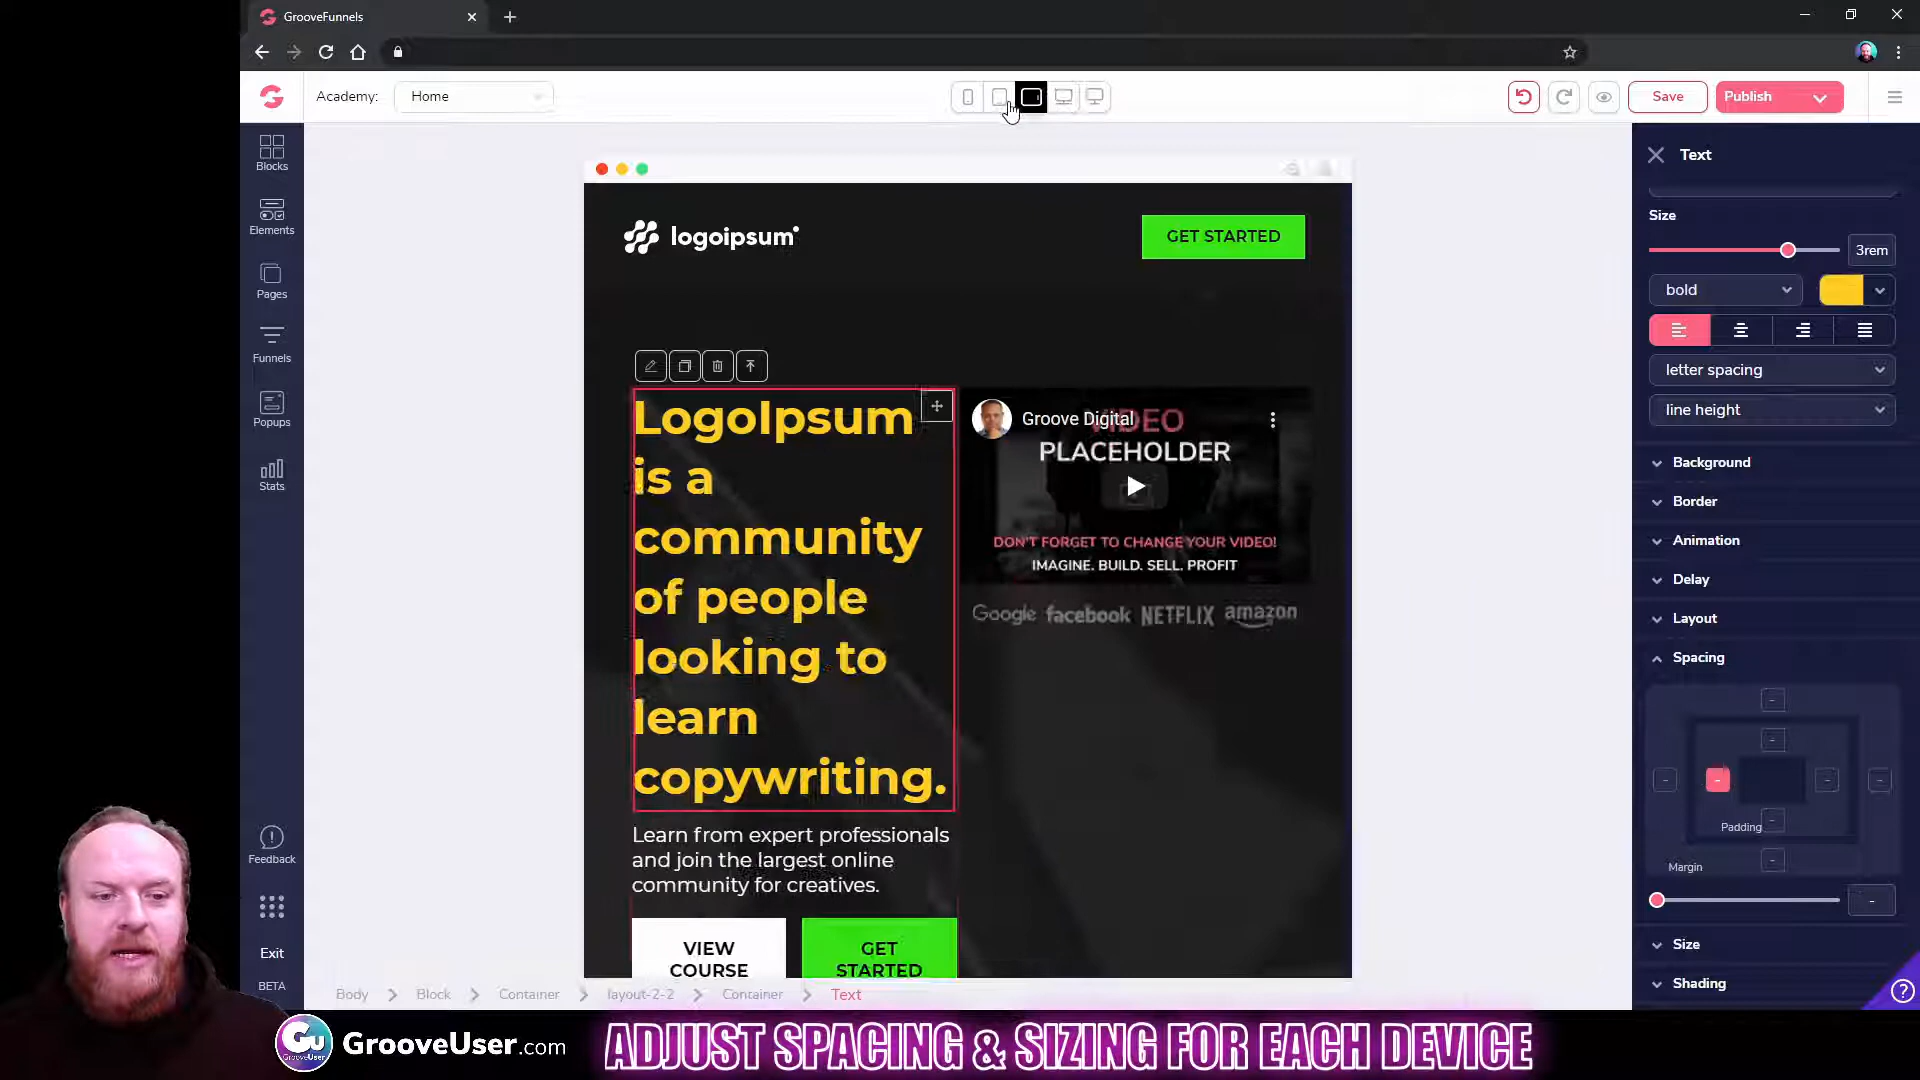 GrooveFunnels
Academy:
Home
Save
Publish
Blocks
Elements
Pages
Funnels
Popups
Stats
Feedback
Exit
BETA
logoipsum
GET STARTED
LogoIpsum
is a
community
of people
looking to
learn
copywriting.
Groove Digital
VIDEO
PLACEHOLDER
DON'T FORGET TO CHANGE YOUR VIDEO!
IMAGINE. BUILD. SELL. PROFIT
Google facebook NETFLIX amazon
Learn from expert professionals
and join the largest online
community for creatives.
VIEW
COURSE
GET
STARTED
Body
Block
Container
layout-2-2
Container
Text
Text
Size
3rem
bold
letter spacing
line height
Background
Border
Animation
Delay
Layout
Spacing
Padding
Margin
Size
Shading
Gu
GrooveUser
GrooveUser.com
ADJUST SPACING & SIZING FOR EACH DEVICE